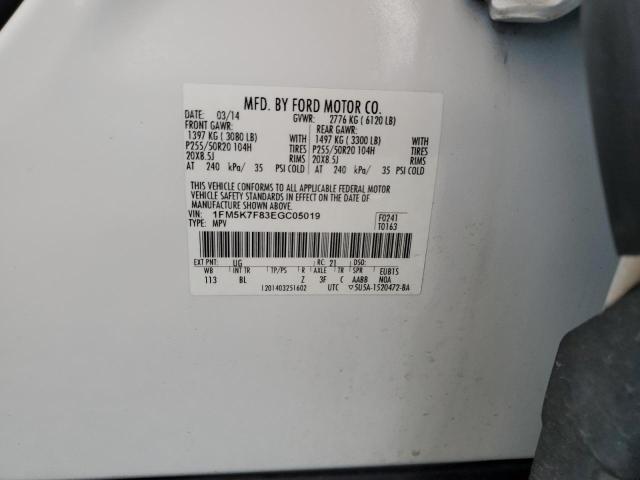 MFD. BY FORD MOTOR CO.
DATE: 03/14 GVWR: 2776 KG ( 6120 LB)
FRONT GAWR: REAR GAWR:
1397 KG ( 3080 LB) WITH 1497 KG ( 3300 LB) WITH
P255/50R20 104H TIRES P255/50R20 104H TIRES
20X8.5J RIMS 20X8.5J RIMS
AT 240 kPa/ 35 PSI COLD AT 240 kPa/ 35 PSI COLD
THIS VEHICLE CONFORMS TO ALL APPLICABLE FEDERAL MOTOR
VEHICLE SAFETY STANDARDS IN EFFECT ON THE DATE OF
MANUFACTURE SHOWN ABOVE.
VIN: 1FM5K7F83EGC05019 F0241
TYPE: MPV T0163
EXT PNT: UG RC: 21 DSO:
WB INT TR TP/PS R AXLE TR SPR EUBTS
113 BL Z 3F C AABB N0A
1201403251602 UTC ▽5U5A-1520472-BA